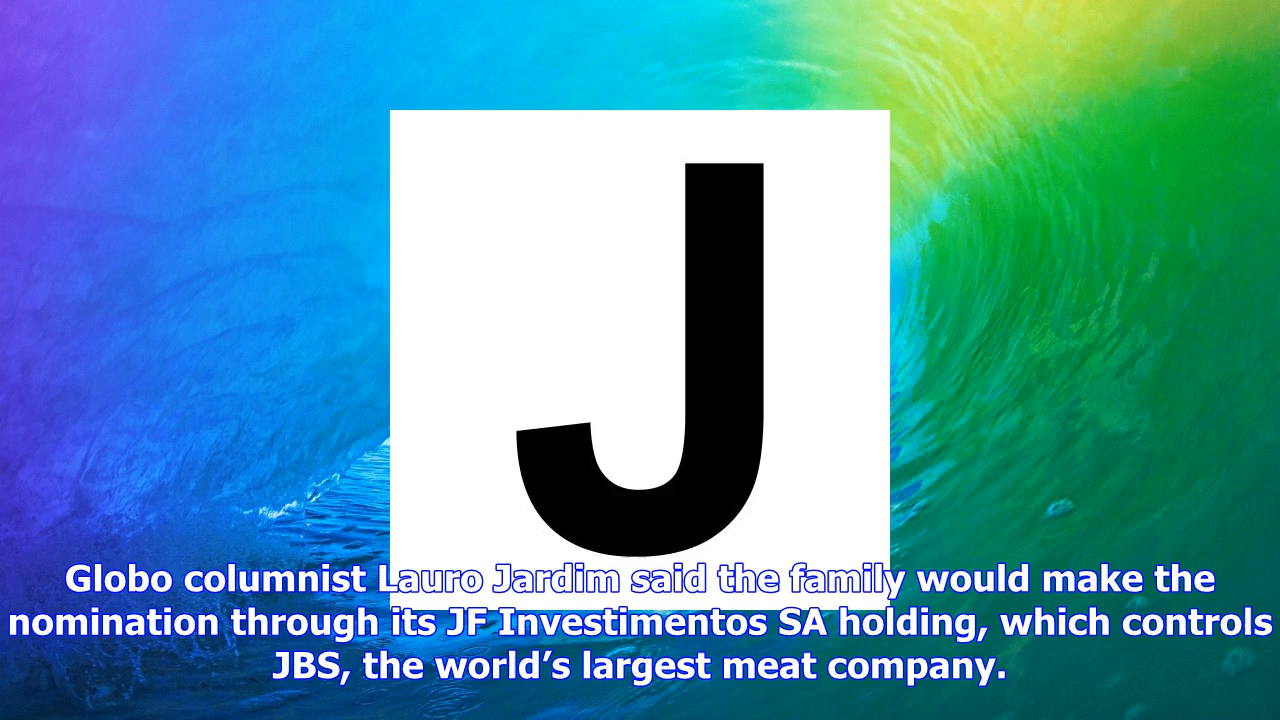 J
Globo columnist Lauro Jardim said the family would make the
nomination through its JF Investimentos SA holding, which controls
JBS, the world’s largest meat company.